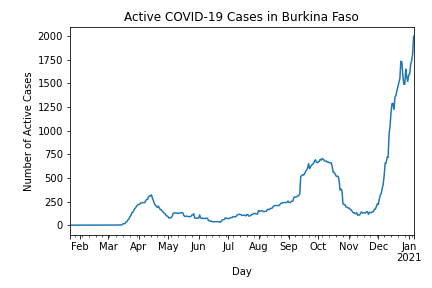 Active COVID-19 Cases in Burkina Faso
Number of Active Cases
2000
1750
1500
1250
1000
750
500
250
0
Feb Mar Apr May Jun Jul Aug Sep Oct Nov Dec Jan
2021
Day